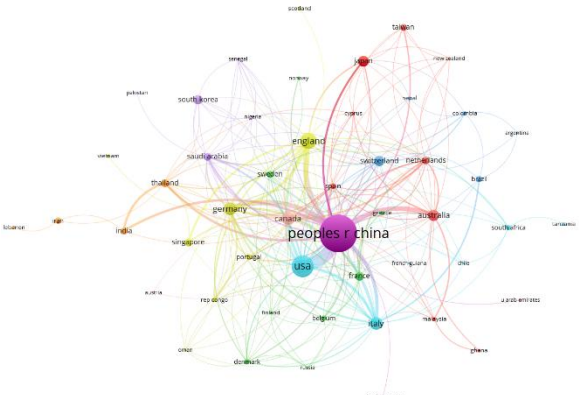 scotland
taiwan
japan
new zealand
senegal
norway
pakistan
south korea
nepal
cyprus
colombia
nigeria
argentina
england
vietnam
saudi arabia
switzerland
netherlands
sweden
thailand
spain
brazil
germany
canada
greece
australia
iran
lebanon
india
peoples r china
south africa
tanzania
singapore
portugal
usa
french guiana
chile
france
austria
rep congo
u arab emirates
finland
belgium
italy
malaysia
oman
ghana
denmark
russia